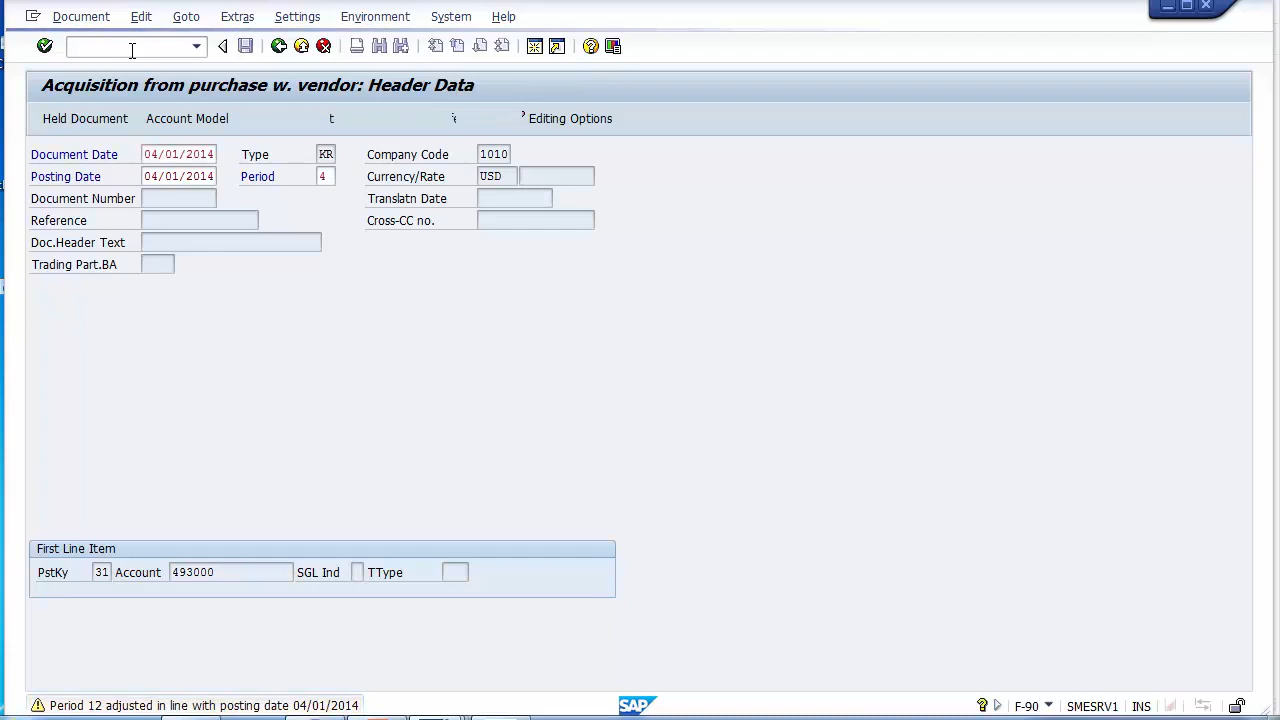 Document Edit Goto Extras Settings Environment System Help
Acquisition from purchase w. vendor: Header Data
Held Document Account Model Editing Options
Document Date 04/01/2014 Type KR Company Code 1010
Posting Date 04/01/2014 Period 4 Currency/Rate USD
Document Number Translatn Date
Reference Cross-CC no.
Doc.Header Text
Trading Part.BA
First Line Item
PstKy 31 Account 493000 SGL Ind TType
Period 12 adjusted in line with posting date 04/01/2014 SAP F-90 SMESRV1 INS